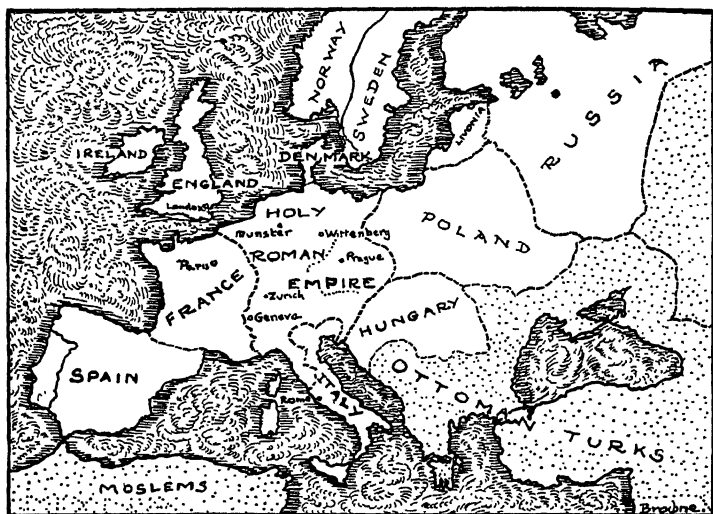 NORWAY
SWEDEN
RUSSIA
LIVONIA
IRELAND
DENMARK
ENGLAND
London
HOLY
Munster
Wittenberg
POLAND
ROMAN
Paris
Prague
EMPIRE
FRANCE
Zurich
HUNGARY
Geneva
SPAIN
ITALY
OTTOMAN
Rome
TURKS
MOSLEMS
Browne.